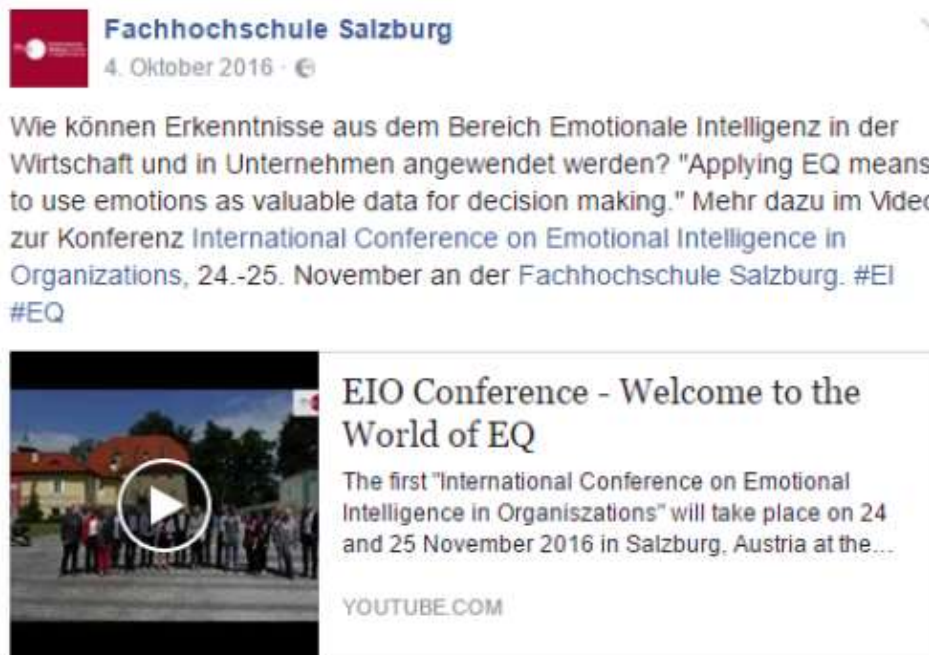 Fachhochschule Salzburg
4. Oktober 2016 ·
Wie können Erkenntnisse aus dem Bereich Emotionale Intelligenz in der
Wirtschaft und in Unternehmen angewendet werden? "Applying EQ means
to use emotions as valuable data for decision making." Mehr dazu im Video
zur Konferenz International Conference on Emotional Intelligence in
Organizations, 24.-25. November an der Fachhochschule Salzburg. #EI
#EQ
EIO Conference - Welcome to the
World of EQ
The first "International Conference on Emotional
Intelligence in Organiszations" will take place on 24
and 25 November 2016 in Salzburg, Austria at the...
YOUTUBE.COM